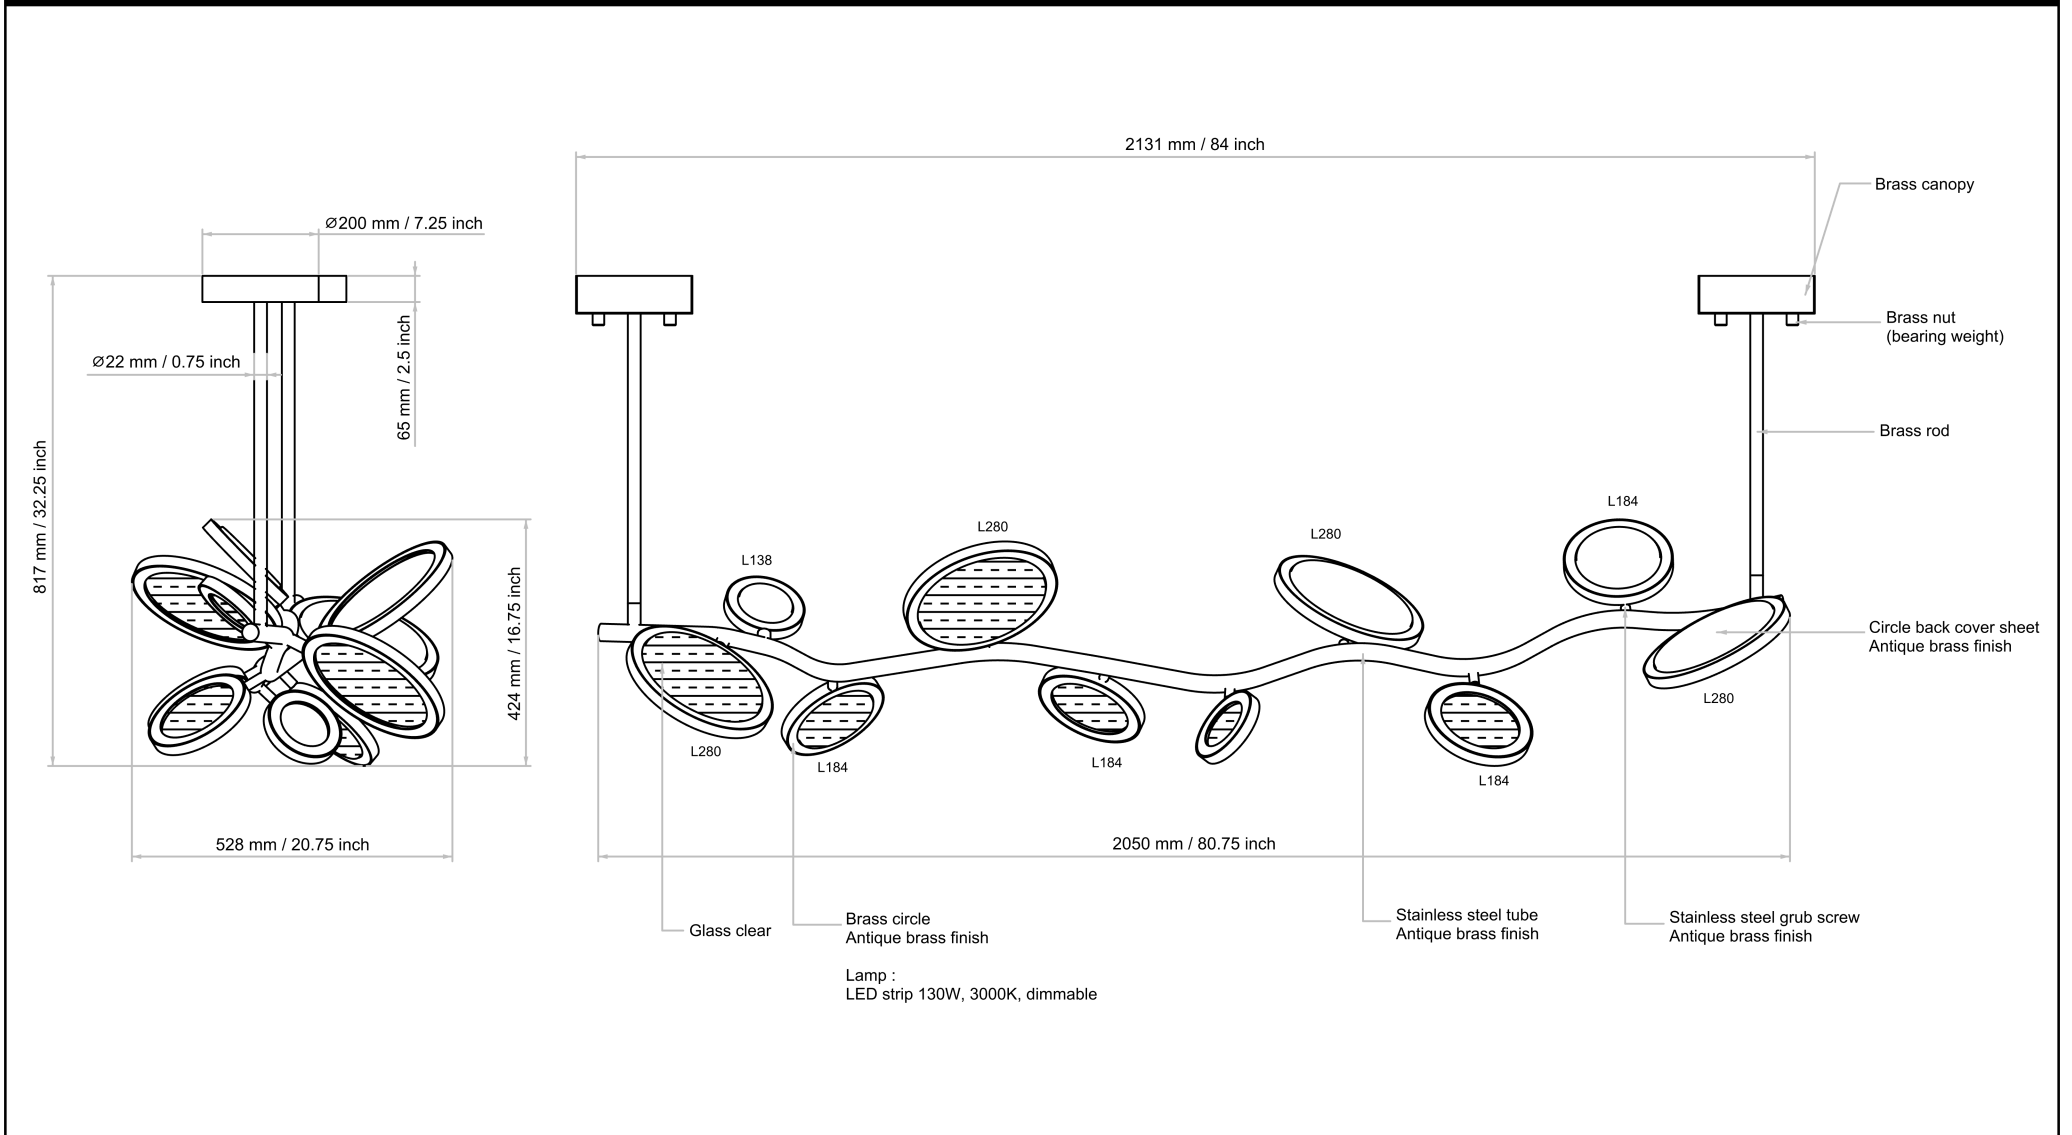 2131 mm / 84 inch
Brass canopy
Ø200 mm / 7.25 inch
65 mm / 2.5 inch
Brass nut
(bearing weight)
Ø22 mm / 0.75 inch
Brass rod
817 mm / 32.25 inch
424 mm / 16.75 inch
L138
L280
L280
L184
Circle back cover sheet
Antique brass finish
L280
L280
L184
L184
L184
528 mm / 20.75 inch
2050 mm / 80.75 inch
Glass clear
Brass circle
Antique brass finish
Stainless steel tube
Antique brass finish
Stainless steel grub screw
Antique brass finish
Lamp :
LED strip 130W, 3000K, dimmable